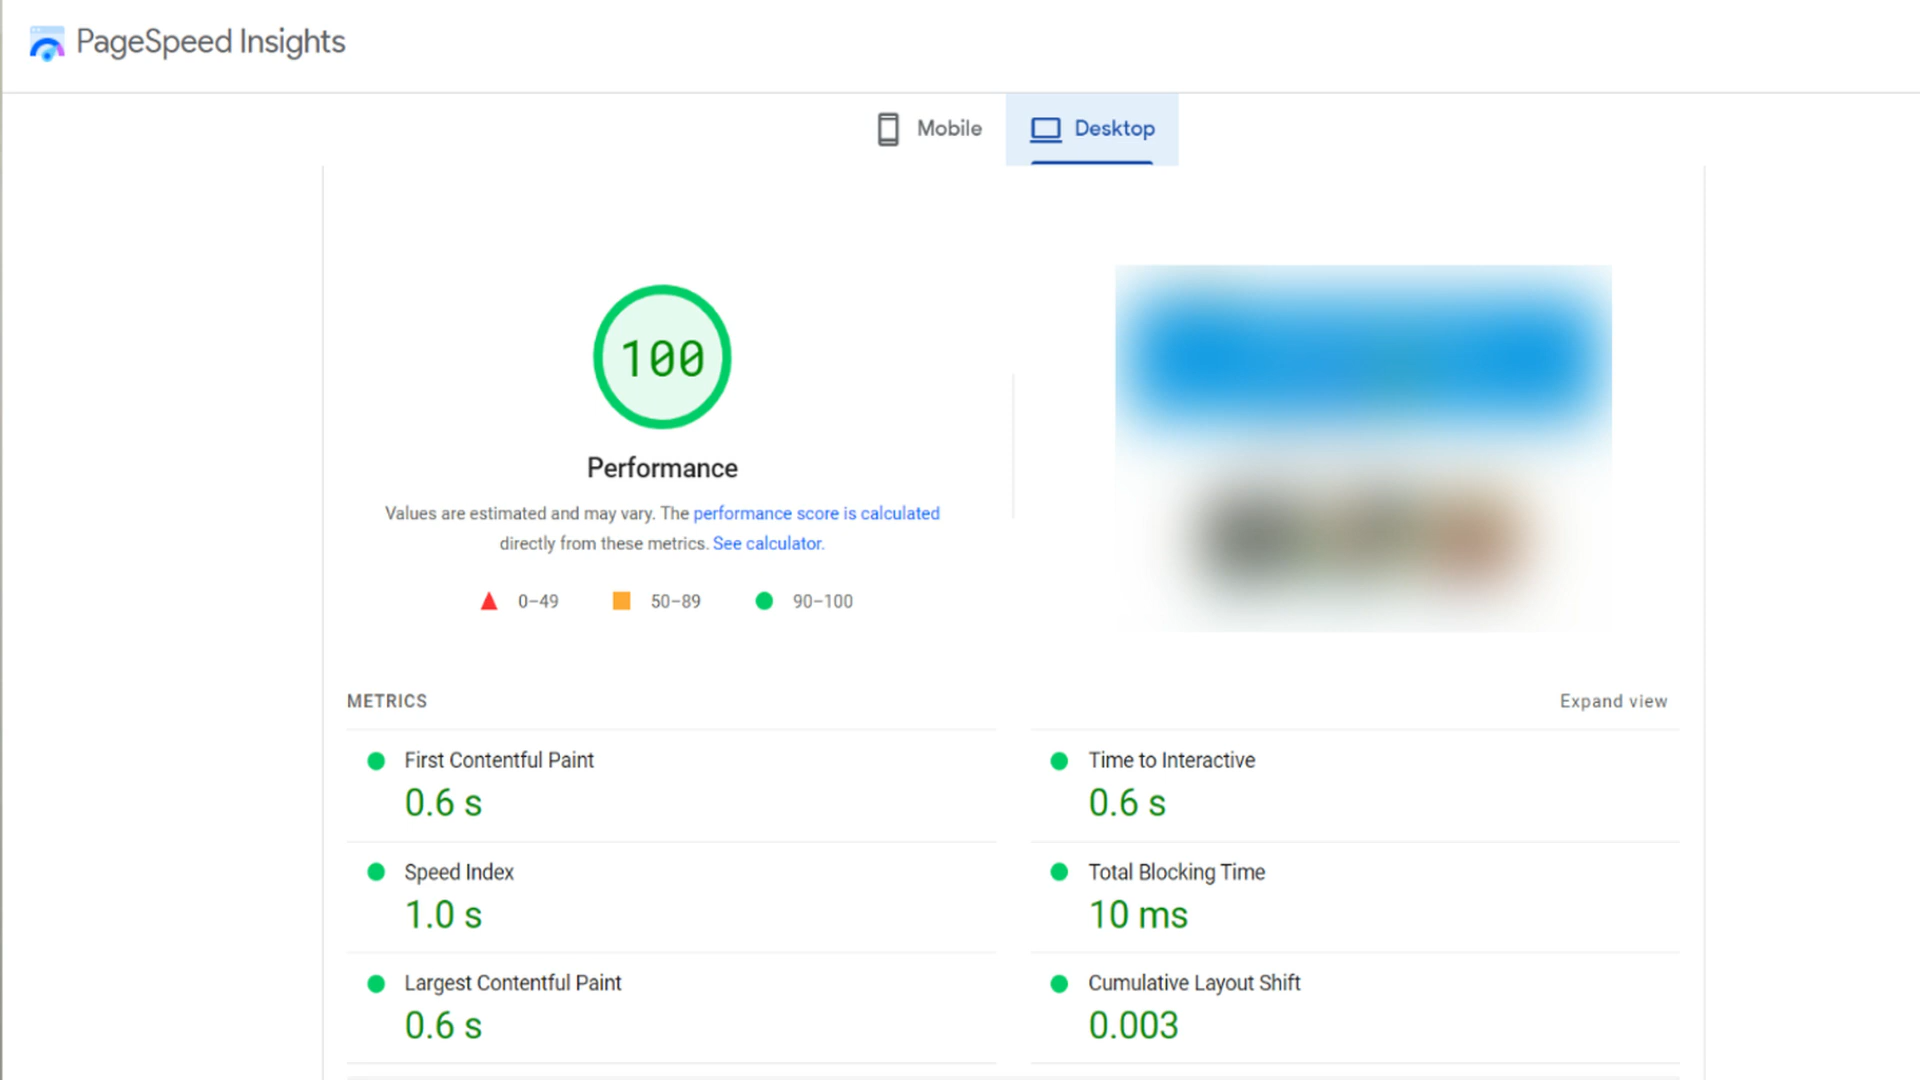 PageSpeed Insights
Mobile
Desktop
100
Performance
Values are estimated and may vary. The performance score is calculated
directly from these metrics. See calculator.
0–49
50–89
90–100
METRICS
Expand view
First Contentful Paint
0.6 s
Time to Interactive
0.6 s
Speed Index
1.0 s
Total Blocking Time
10 ms
Largest Contentful Paint
0.6 s
Cumulative Layout Shift
0.003